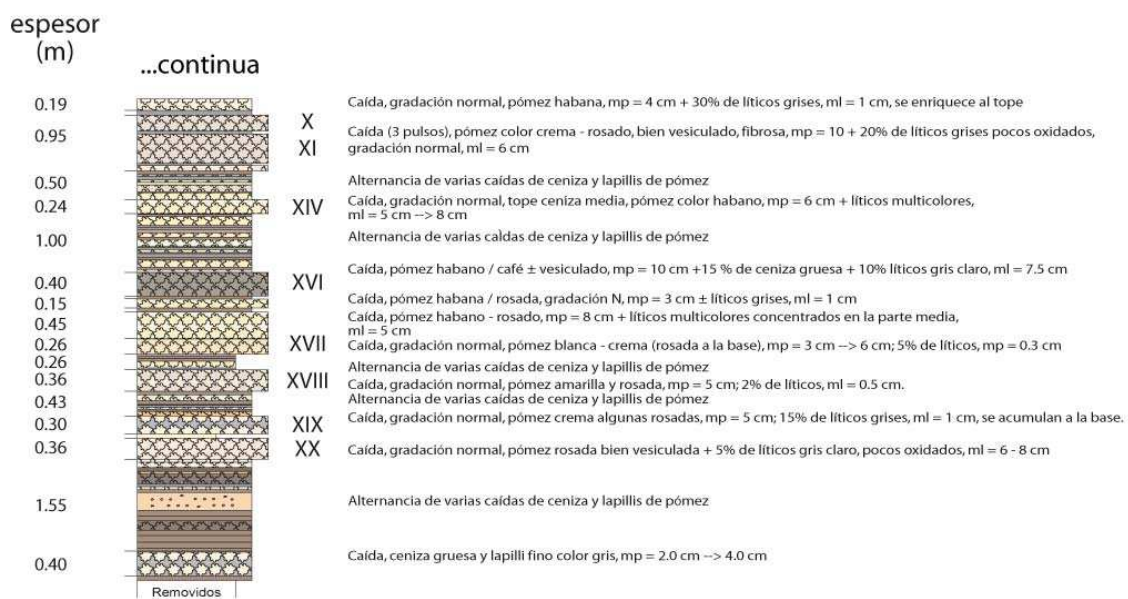 espesor
(m)
...continua
0.19
Caída, gradación normal, pómez habana, mp = 4 cm + 30% de líticos grises, ml = 1 cm, se enriquece al tope
X
0.95
Caída (3 pulsos), pómez color crema - rosado, bien vesiculado, fibrosa, mp = 10 + 20% de líticos grises pocos oxidados,
XI
gradación normal, ml = 6 cm
0.50
Alternancia de varias caídas de ceniza y lapillis de pómez
0.24
XIV
Caída, gradación normal, tope ceniza media, pómez color habano, mp = 6 cm + líticos multicolores,
ml = 5 cm --> 8 cm
1.00
Alternancia de varias caìdas de ceniza y lapillis de pómez
0.40
XVI
Caída, pómez habano / café ± vesiculado, mp = 10 cm +15 % de ceniza gruesa + 10% líticos gris claro, ml = 7.5 cm
0.15
Caída, pómez habana / rosada, gradación N, mp = 3 cm ± líticos grises, ml = 1 cm
0.45
Caída, pómez habano - rosado, mp = 8 cm + líticos multicolores concentrados en la parte media,
ml = 5 cm
0.26
XVII
Caída, gradación normal, pómez blanca - crema (rosada a la base), mp = 3 cm --> 6 cm; 5% de líticos, mp = 0.3 cm
0.26
Alternancia de varias caídas de ceniza y lapillis de pómez
0.36
XVIII
Caída, gradación normal, pómez amarilla y rosada, mp = 5 cm; 2% de líticos, ml = 0.5 cm.
0.43
Alternancia de varias caídas de ceniza y lapillis de pómez
0.30
XIX
Caída, gradación normal, pómez crema algunas rosadas, mp = 5 cm; 15% de líticos grises, ml = 1 cm, se acumulan a la base.
0.36
XX
Caída, gradación normal, pómez rosada bien vesiculada + 5% de líticos gris claro, pocos oxidados, ml = 6 - 8 cm
1.55
Alternancia de varias caídas de ceniza y lapillis de pómez
0.40
Caída, ceniza gruesa y lapilli fino color gris, mp = 2.0 cm --> 4.0 cm
Removidos